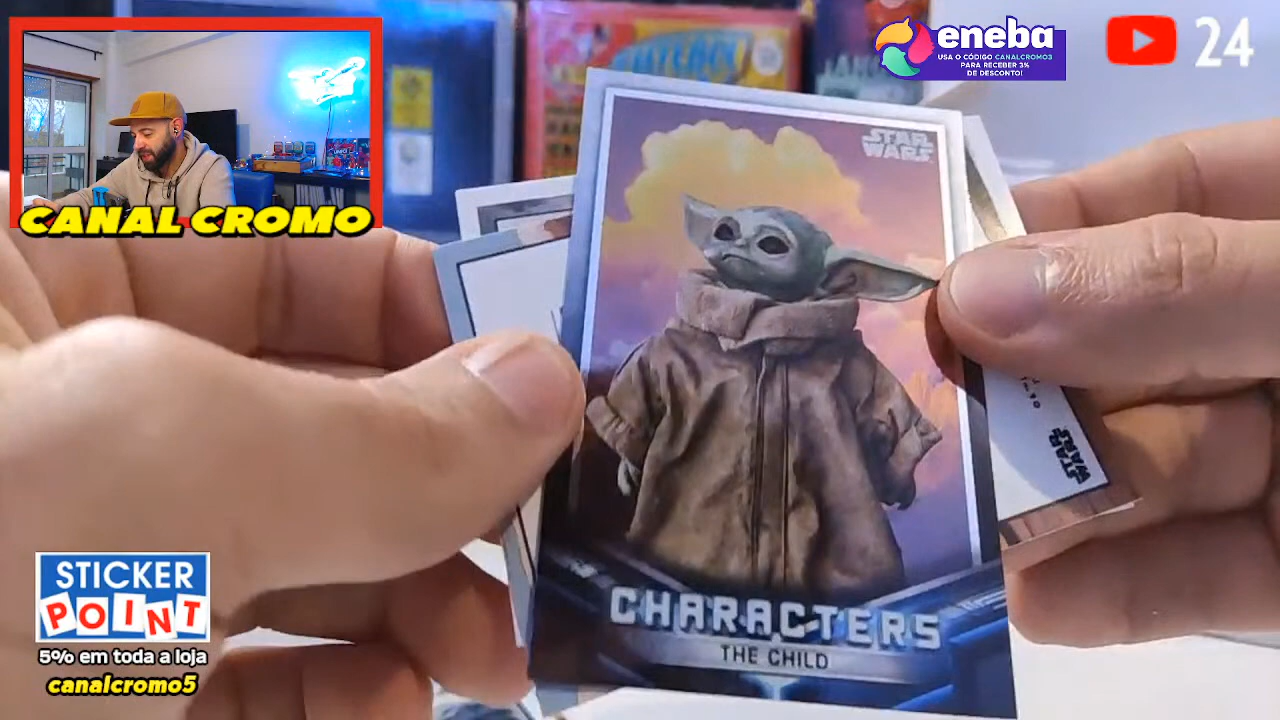 eneba
USA O CÓDIGO CANALCROMO3
PARA RECEBER 3%
DE DESCONTO!
24
STAR
WARS
CANAL CROMO
STAR
WARS
STICKER
POINT
5% em toda a loja
canalcromo5
CHARACTERS
THE CHILD